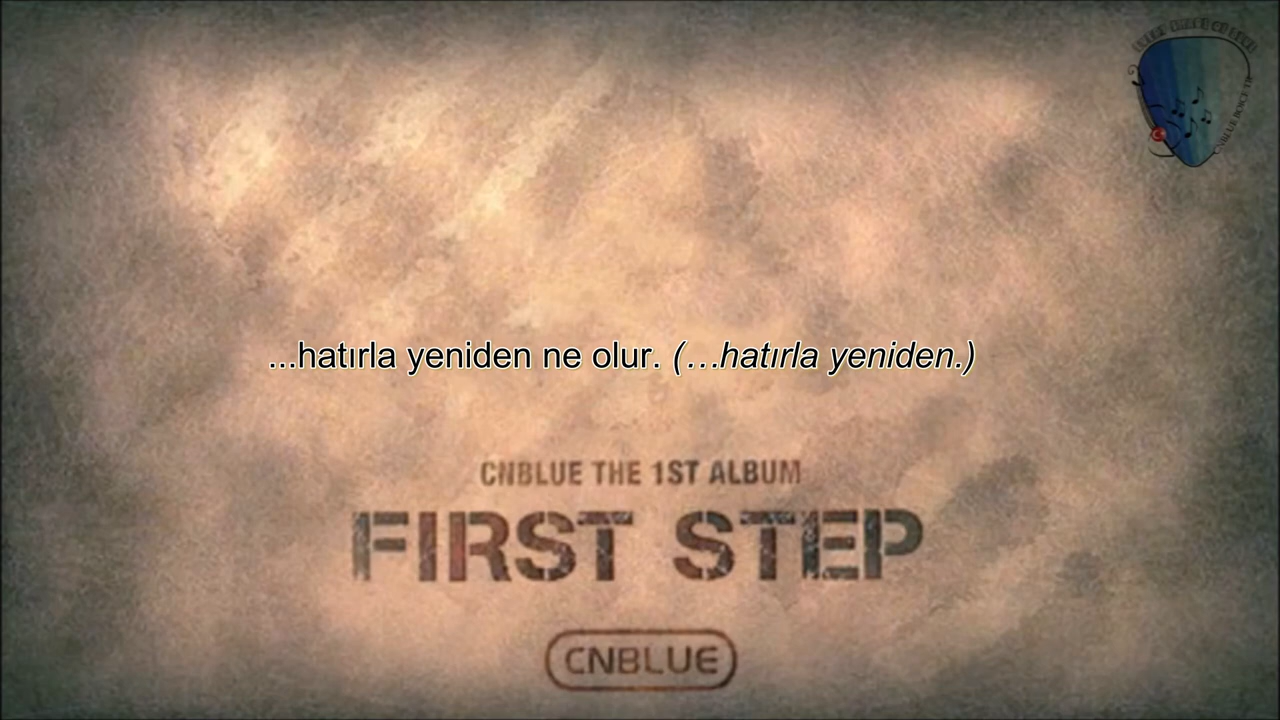 ...hatırla yeniden ne olur. (…hatırla yeniden.)
CNBLUE THE 1ST ALBUM
FIRST STEP
CNBLUE